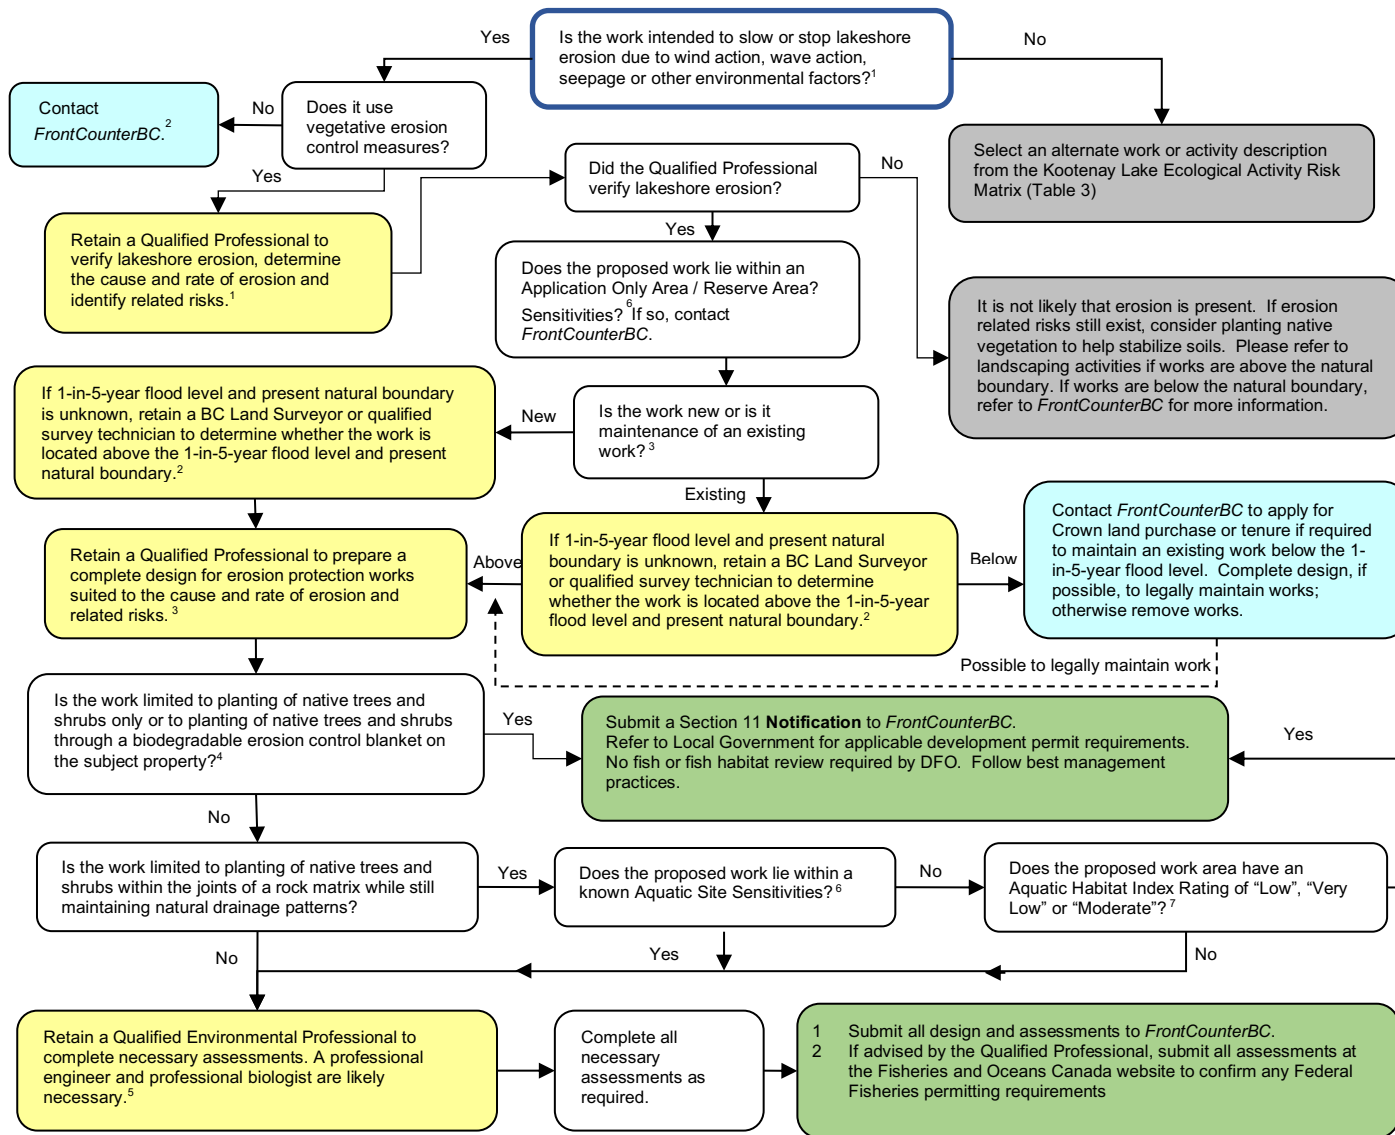 Yes
Is the work intended to slow or stop lakeshore
erosion due to wind action, wave action,
seepage or other environmental factors?1
No
Contact
FrontCounterBC.2
No
Does it use
vegetative erosion
control measures?
Yes
Did the Qualified Professional
verify lakeshore erosion?
No
Select an alternate work or activity description
from the Kootenay Lake Ecological Activity Risk
Matrix (Table 3)
Retain a Qualified Professional to
verify lakeshore erosion, determine
the cause and rate of erosion and
identify related risks.1
Yes
Does the proposed work lie within an
Application Only Area / Reserve Area?
Sensitivities?6 If so, contact
FrontCounterBC.
It is not likely that erosion is present. If erosion
related risks still exist, consider planting native
vegetation to help stabilize soils. Please refer to
landscaping activities if works are above the natural
boundary. If works are below the natural boundary,
refer to FrontCounterBC for more information.
If 1-in-5-year flood level and present natural boundary
is unknown, retain a BC Land Surveyor or qualified
survey technician to determine whether the work is
located above the 1-in-5-year flood level and present
natural boundary.2
New
Is the work new or is it
maintenance of an existing
work?3
Existing
Retain a Qualified Professional to prepare a
complete design for erosion protection works
suited to the cause and rate of erosion and
related risks. 3
Above
If 1-in-5-year flood level and present natural
boundary is unknown, retain a BC Land Surveyor
or qualified survey technician to determine
whether the work is located above the 1-in-5-year
flood level and present natural boundary.2
Below
Contact FrontCounterBC to apply for
Crown land purchase or tenure if required
to maintain an existing work below the 1-
in-5-year flood level. Complete design, if
possible, to legally maintain works;
otherwise remove works.
Possible to legally maintain work
Is the work limited to planting of native trees and
shrubs only or to planting of native trees and shrubs
through a biodegradable erosion control blanket on
the subject property?4
Yes
Submit a Section 11 Notification to FrontCounterBC.
Refer to Local Government for applicable development permit requirements.
No fish or fish habitat review required by DFO. Follow best management
practices.
Yes
No
Is the work limited to planting of native trees and
shrubs within the joints of a rock matrix while still
maintaining natural drainage patterns?
Yes
Does the proposed work lie within a
known Aquatic Site Sensitivities? 6
No
Does the proposed work area have an
Aquatic Habitat Index Rating of “Low”, “Very
Low” or “Moderate”? 7
No
Yes
No
Retain a Qualified Environmental Professional to
complete necessary assessments. A professional
engineer and professional biologist are likely
necessary.5
Complete all
necessary
assessments as
required.
1 Submit all design and assessments to FrontCounterBC.
2 If advised by the Qualified Professional, submit all assessments at
the Fisheries and Oceans Canada website to confirm any Federal
Fisheries permitting requirements